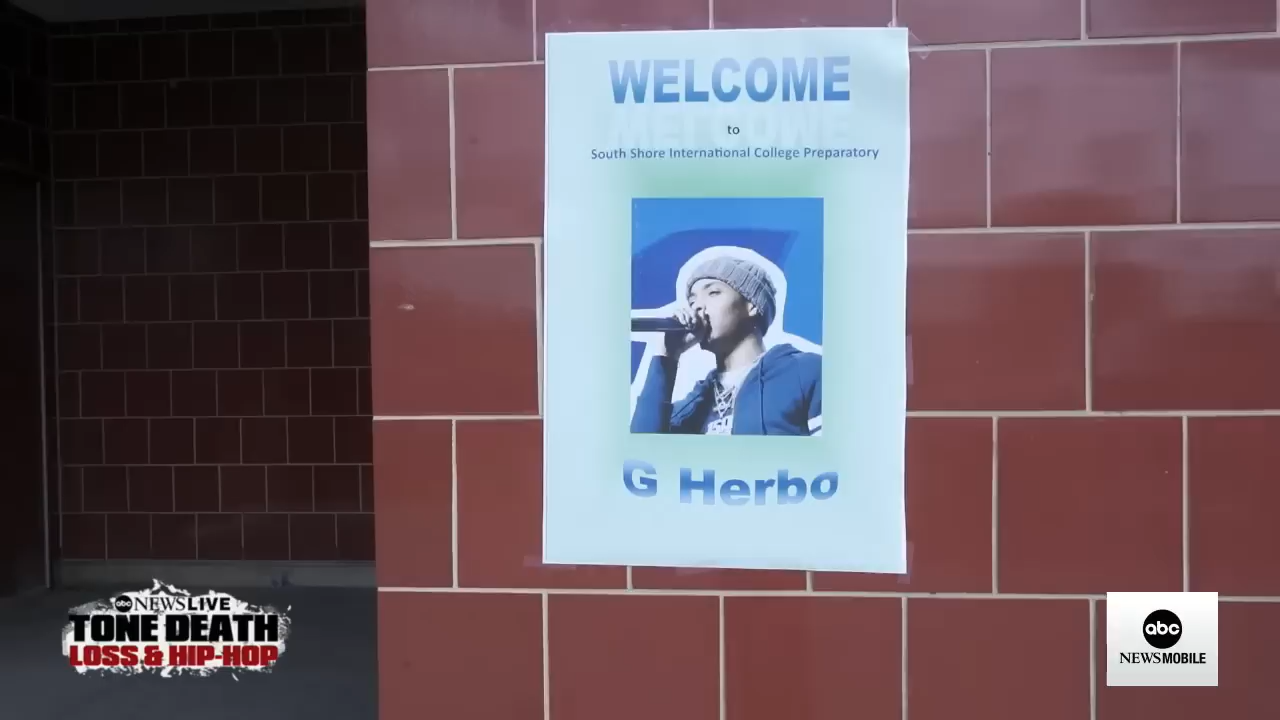 WELCOME
to
South Shore International College Preparatory
G Herbo
abc NEWS LIVE
TONE DEATH
LOSS & HIP-HOP
abc
NEWS MOBILE